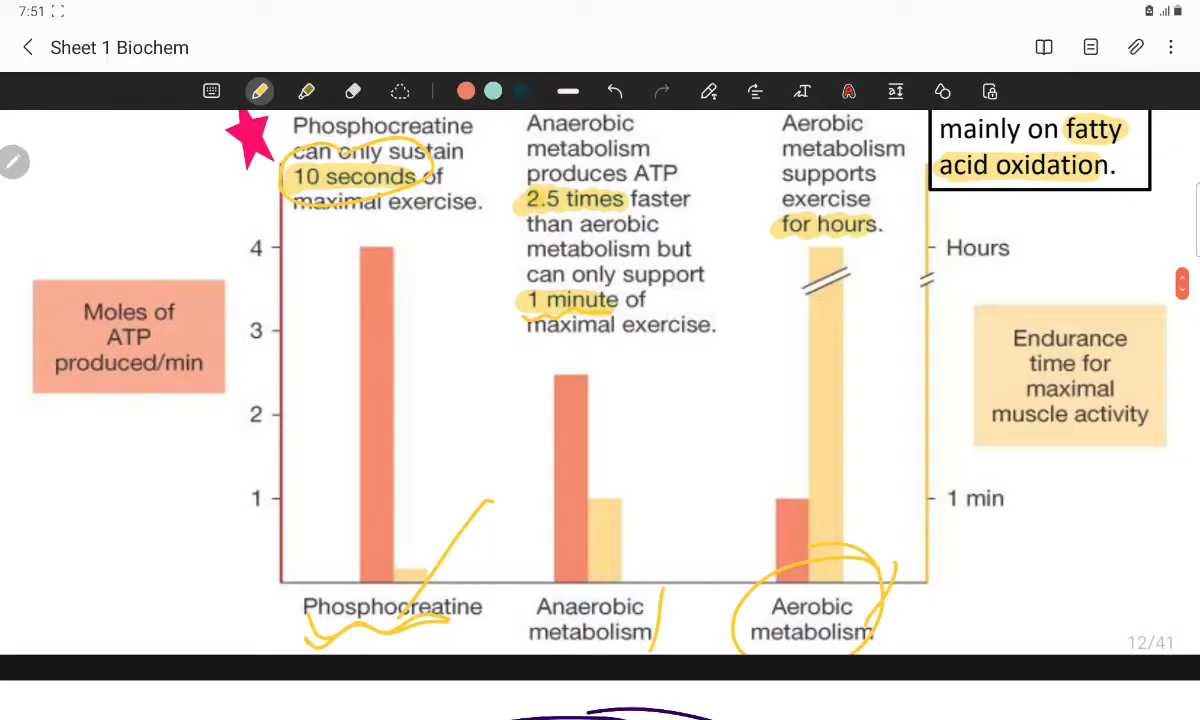 7:51
Sheet 1 Biochem
Phosphocreatine
can only sustain
10 seconds of
maximal exercise.
Anaerobic
metabolism
produces ATP
2.5 times faster
than aerobic
metabolism but
can only support
1 minute of
maximal exercise.
Aerobic
metabolism
supports
exercise
for hours.
mainly on fatty
acid oxidation.
Moles of
ATP
produced/min
4
3
2
1
Hours
1 min
Endurance
time for
maximal
muscle activity
Phosphocreatine
Anaerobic
metabolism
Aerobic
metabolism
12/41